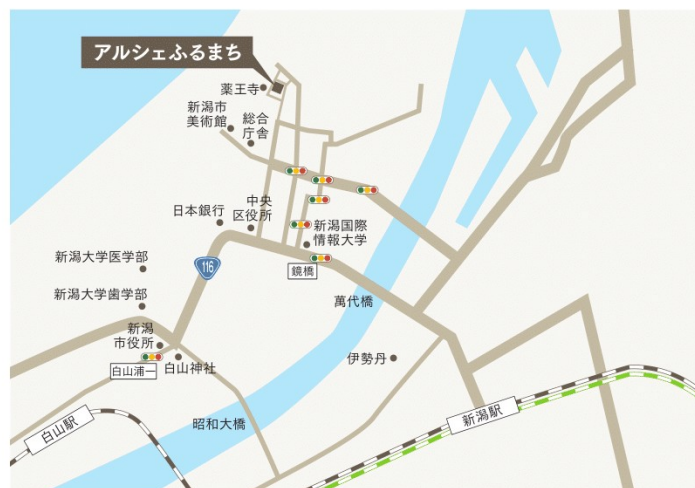 アルシェふるまち
薬王寺
新潟市
美術館
総合
庁舎
日本銀行
中央
区役所
新潟国際
情報大学
新潟大学医学部
116
鏡橋
新潟大学歯学部
萬代橋
新潟
市役所
白山浦一
白山神社
伊勢丹
昭和大橋
新潟駅
白山駅